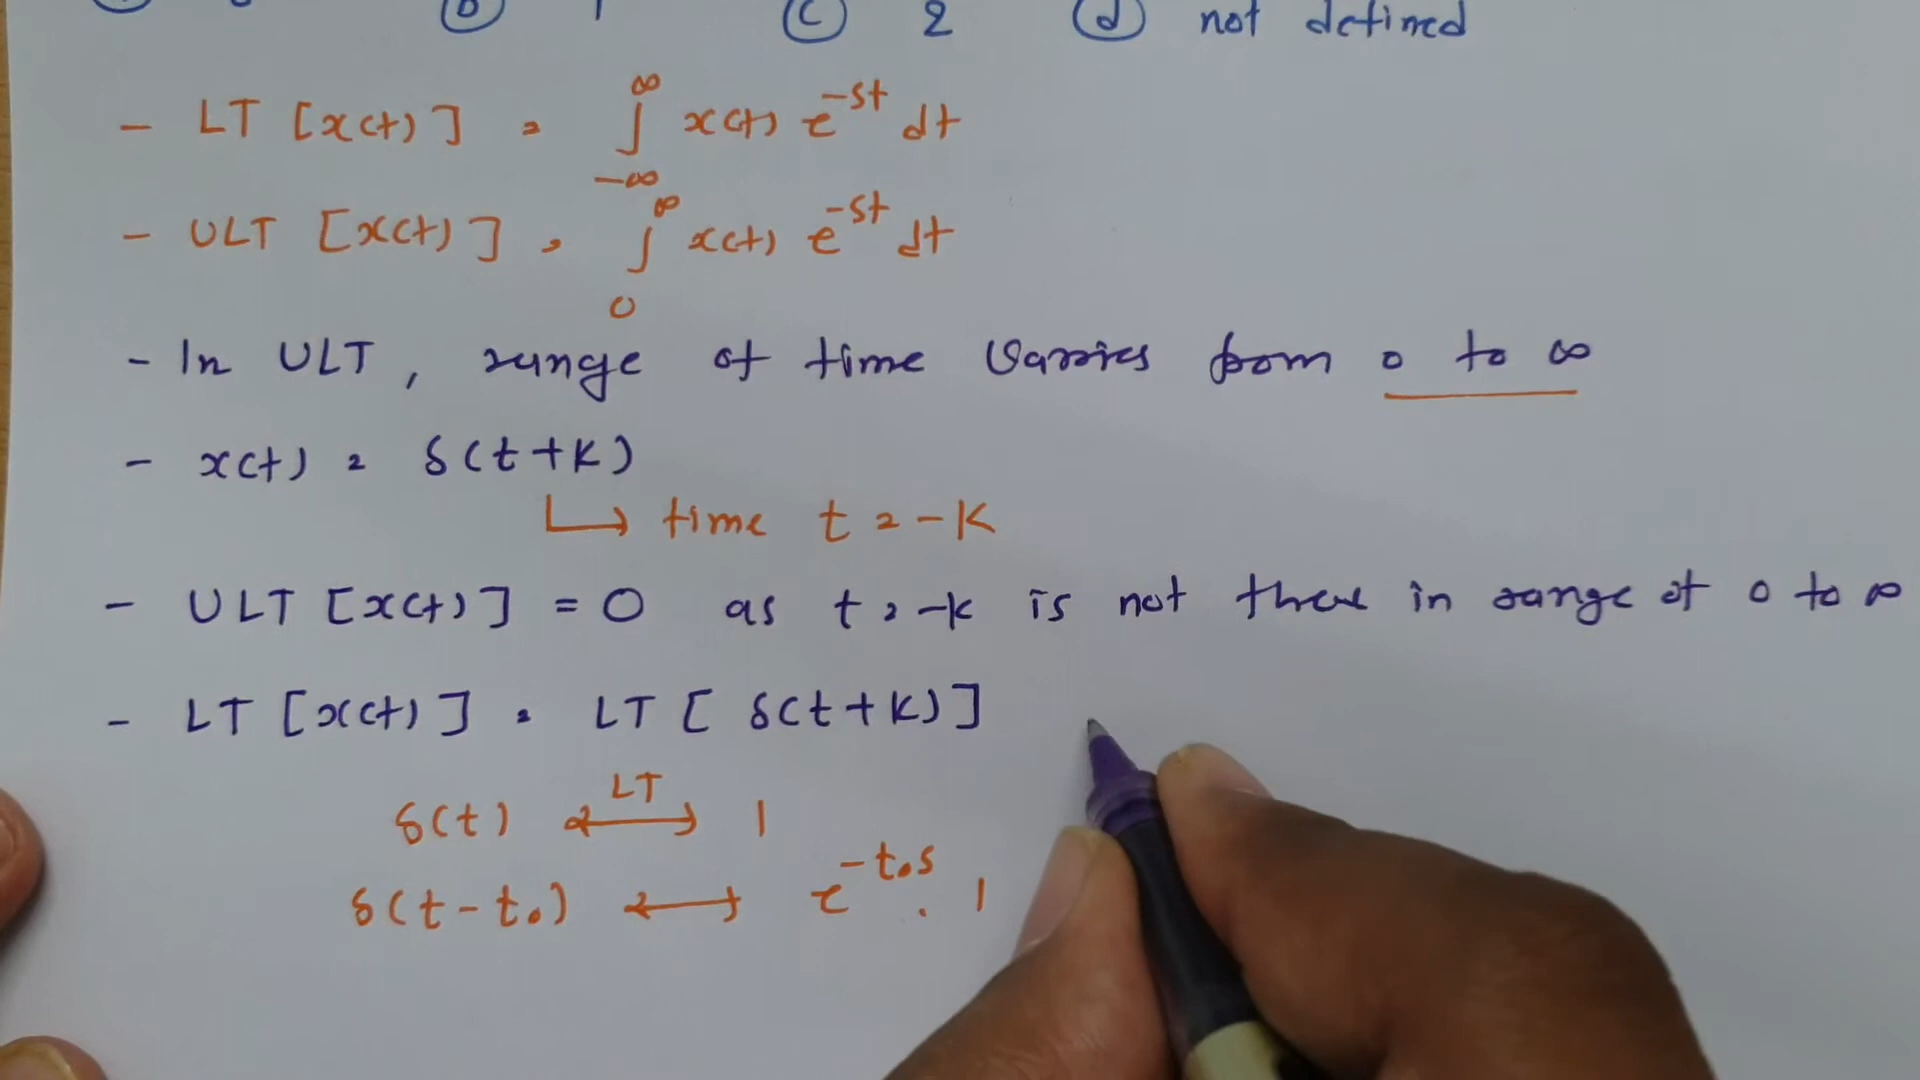 (b) 1 (c) 2 (d) not defined
- LT [x(t)] = ∫_{-∞}^{∞} x(t) e^{-st} dt
- ULT [x(t)] = ∫_{0}^{∞} x(t) e^{-st} dt
- In ULT, range of time varries from 0 to ∞
- x(t) = δ(t+k)
↳ time t = -k
- ULT [x(t)] = 0 as t = -k is not there in range of 0 to ∞
- LT [x(t)] = LT [ δ(t+k) ]
δ(t) ⟷^{LT} 1
δ(t-t₀) ⟷ e^{-t₀s} . 1